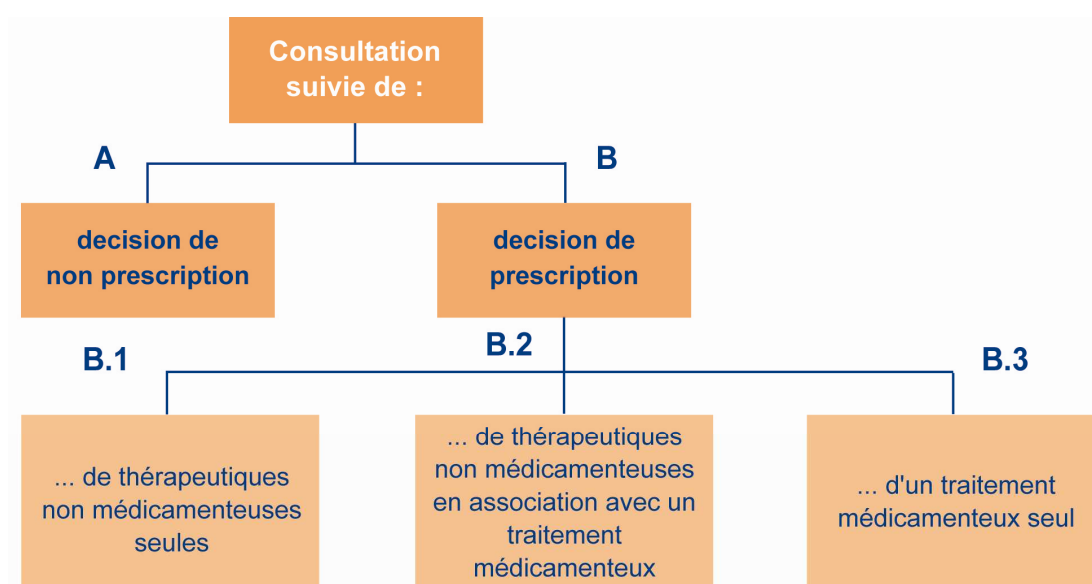 Consultation
suivie de :
A
B
decision de
non prescription
decision de
prescription
B.1
B.2
B.3
... de thérapeutiques
non médicamenteuses
seules
... de thérapeutiques
non médicamenteuses
en association avec un
traitement
médicamenteux
... d'un traitement
médicamenteux seul